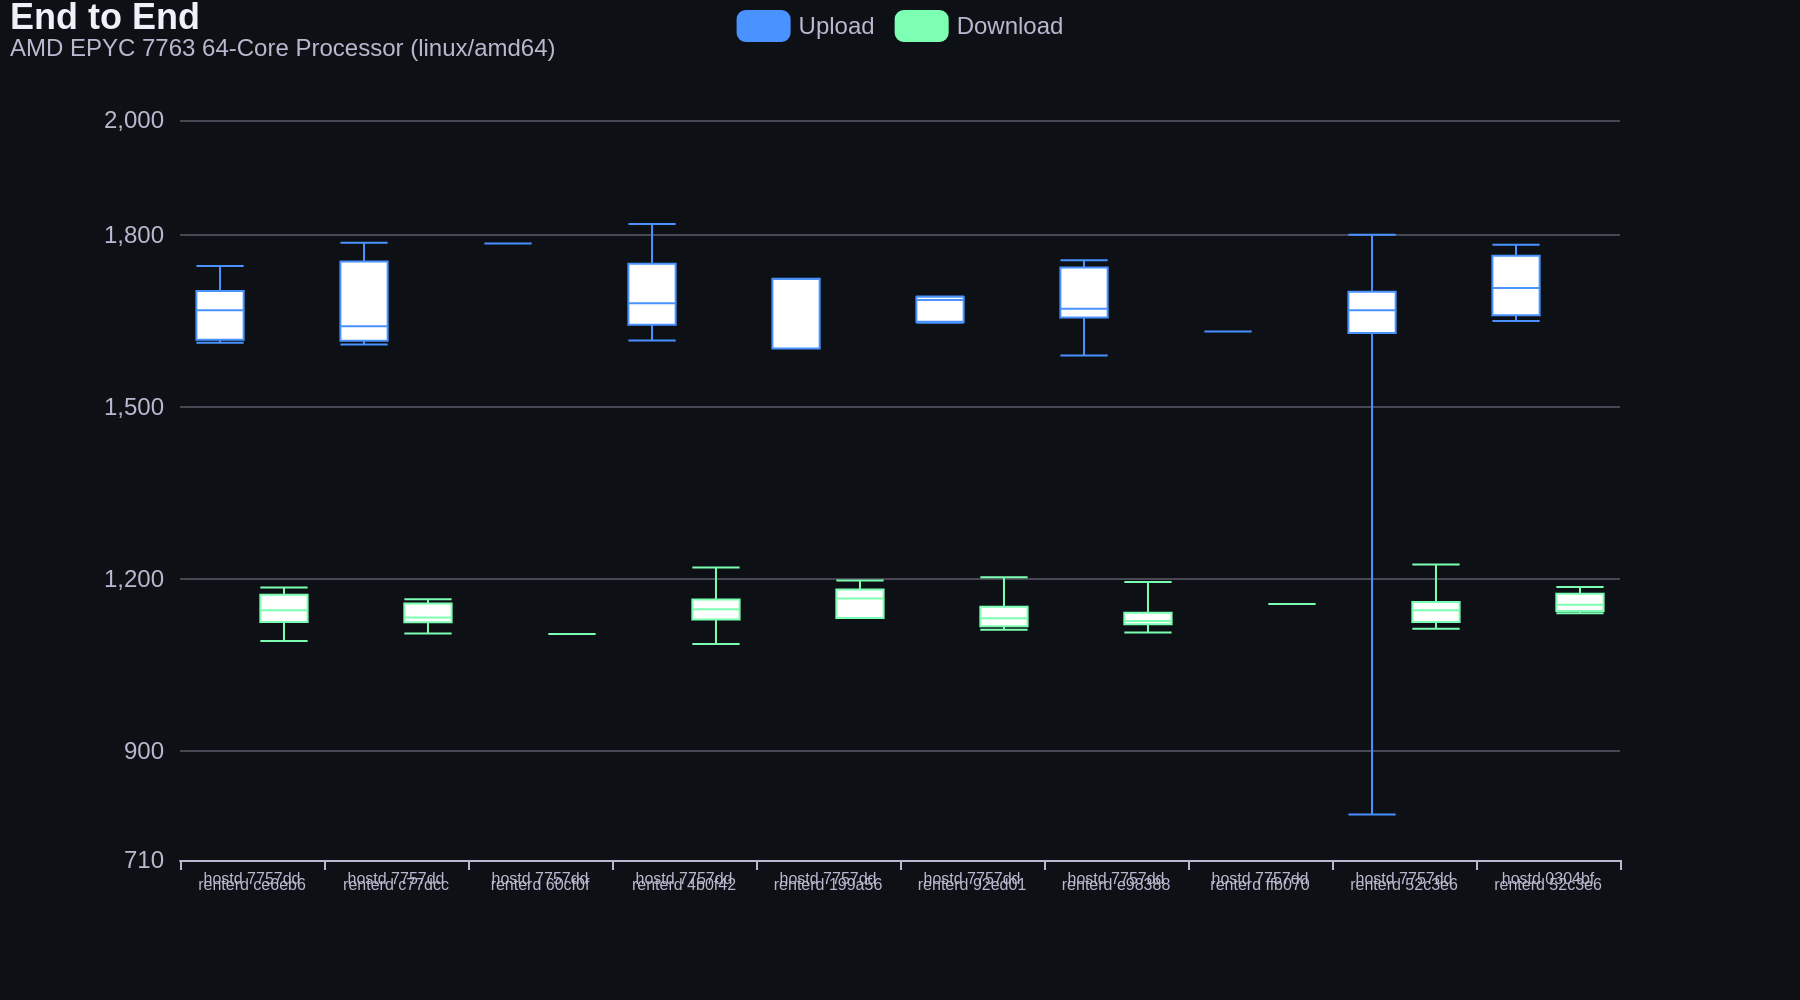 End to End
AMD EPYC 7763 64-Core Processor (linux/amd64)
Upload
Download
2,000
1,800
1,500
1,200
900
710
hostd 7757dd
renterd ce6eb6
hostd 7757dd
renterd c77dcc
hostd 7757dd
renterd 60cf0f
hostd 7757dd
renterd 4b0f42
hostd 7757dd
renterd 199a56
hostd 7757dd
renterd 92ed01
hostd 7757dd
renterd e98388
hostd 7757dd
renterd ffb070
hostd 7757dd
renterd 52c3e6
hostd 0304bf
renterd 52c3e6